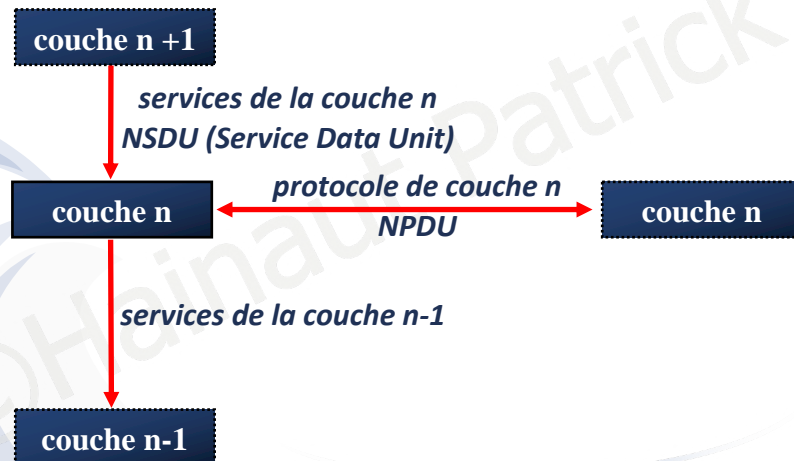 couche n +1
services de la couche n
NSDU (Service Data Unit)
couche n
protocole de couche n
NPDU
couche n
services de la couche n-1
couche n-1
©Hainaut Patrick